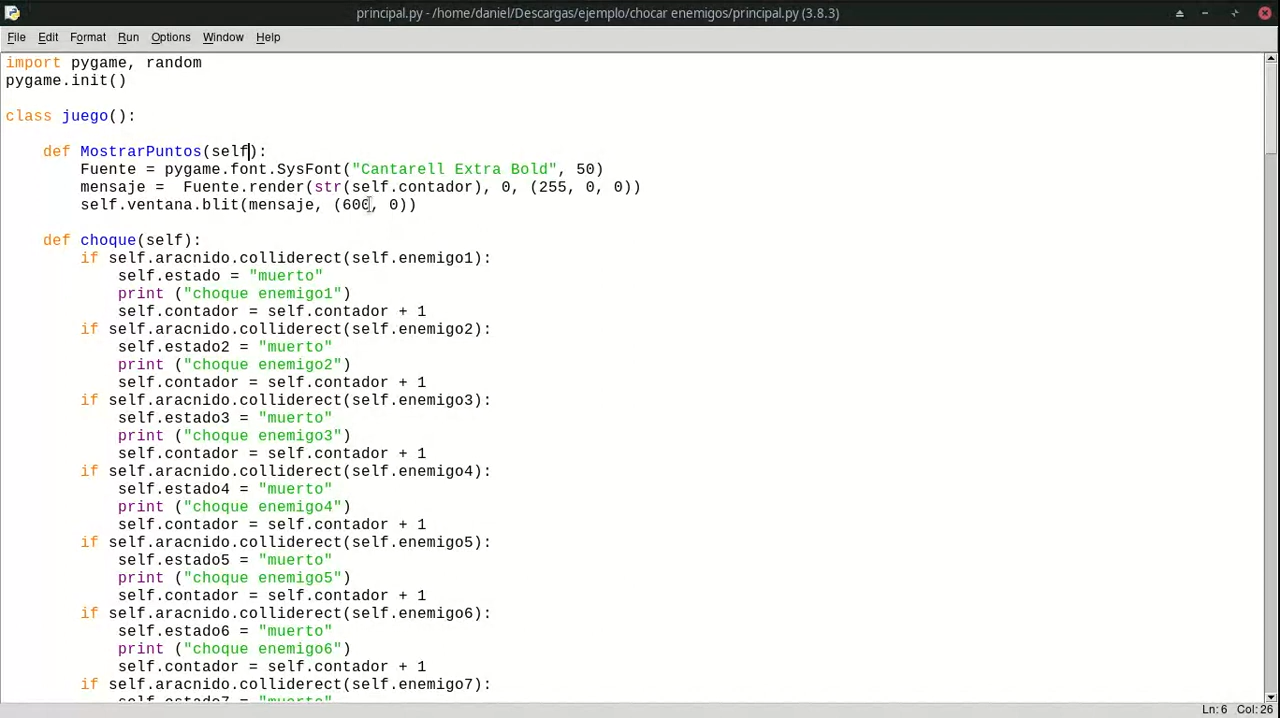 principal.py - /home/daniel/Descargas/ejemplo/chocar enemigos/principal.py (3.8.3)
File Edit Format Run Options Window Help
import pygame, random
pygame.init()
class juego():
def MostrarPuntos(self):
Fuente = pygame.font.SysFont("Cantarell Extra Bold", 50)
mensaje =  Fuente.render(str(self.contador), 0, (255, 0, 0))
self.ventana.blit(mensaje, (600, 0))
def choque(self):
if self.aracnido.colliderect(self.enemigo1):
self.estado = "muerto"
print ("choque enemigo1")
self.contador = self.contador + 1
if self.aracnido.colliderect(self.enemigo2):
self.estado2 = "muerto"
print ("choque enemigo2")
self.contador = self.contador + 1
if self.aracnido.colliderect(self.enemigo3):
self.estado3 = "muerto"
print ("choque enemigo3")
self.contador = self.contador + 1
if self.aracnido.colliderect(self.enemigo4):
self.estado4 = "muerto"
print ("choque enemigo4")
self.contador = self.contador + 1
if self.aracnido.colliderect(self.enemigo5):
self.estado5 = "muerto"
print ("choque enemigo5")
self.contador = self.contador + 1
if self.aracnido.colliderect(self.enemigo6):
self.estado6 = "muerto"
print ("choque enemigo6")
self.contador = self.contador + 1
if self.aracnido.colliderect(self.enemigo7):
self.estado7 = "muerto"
Ln: 6 Col: 26